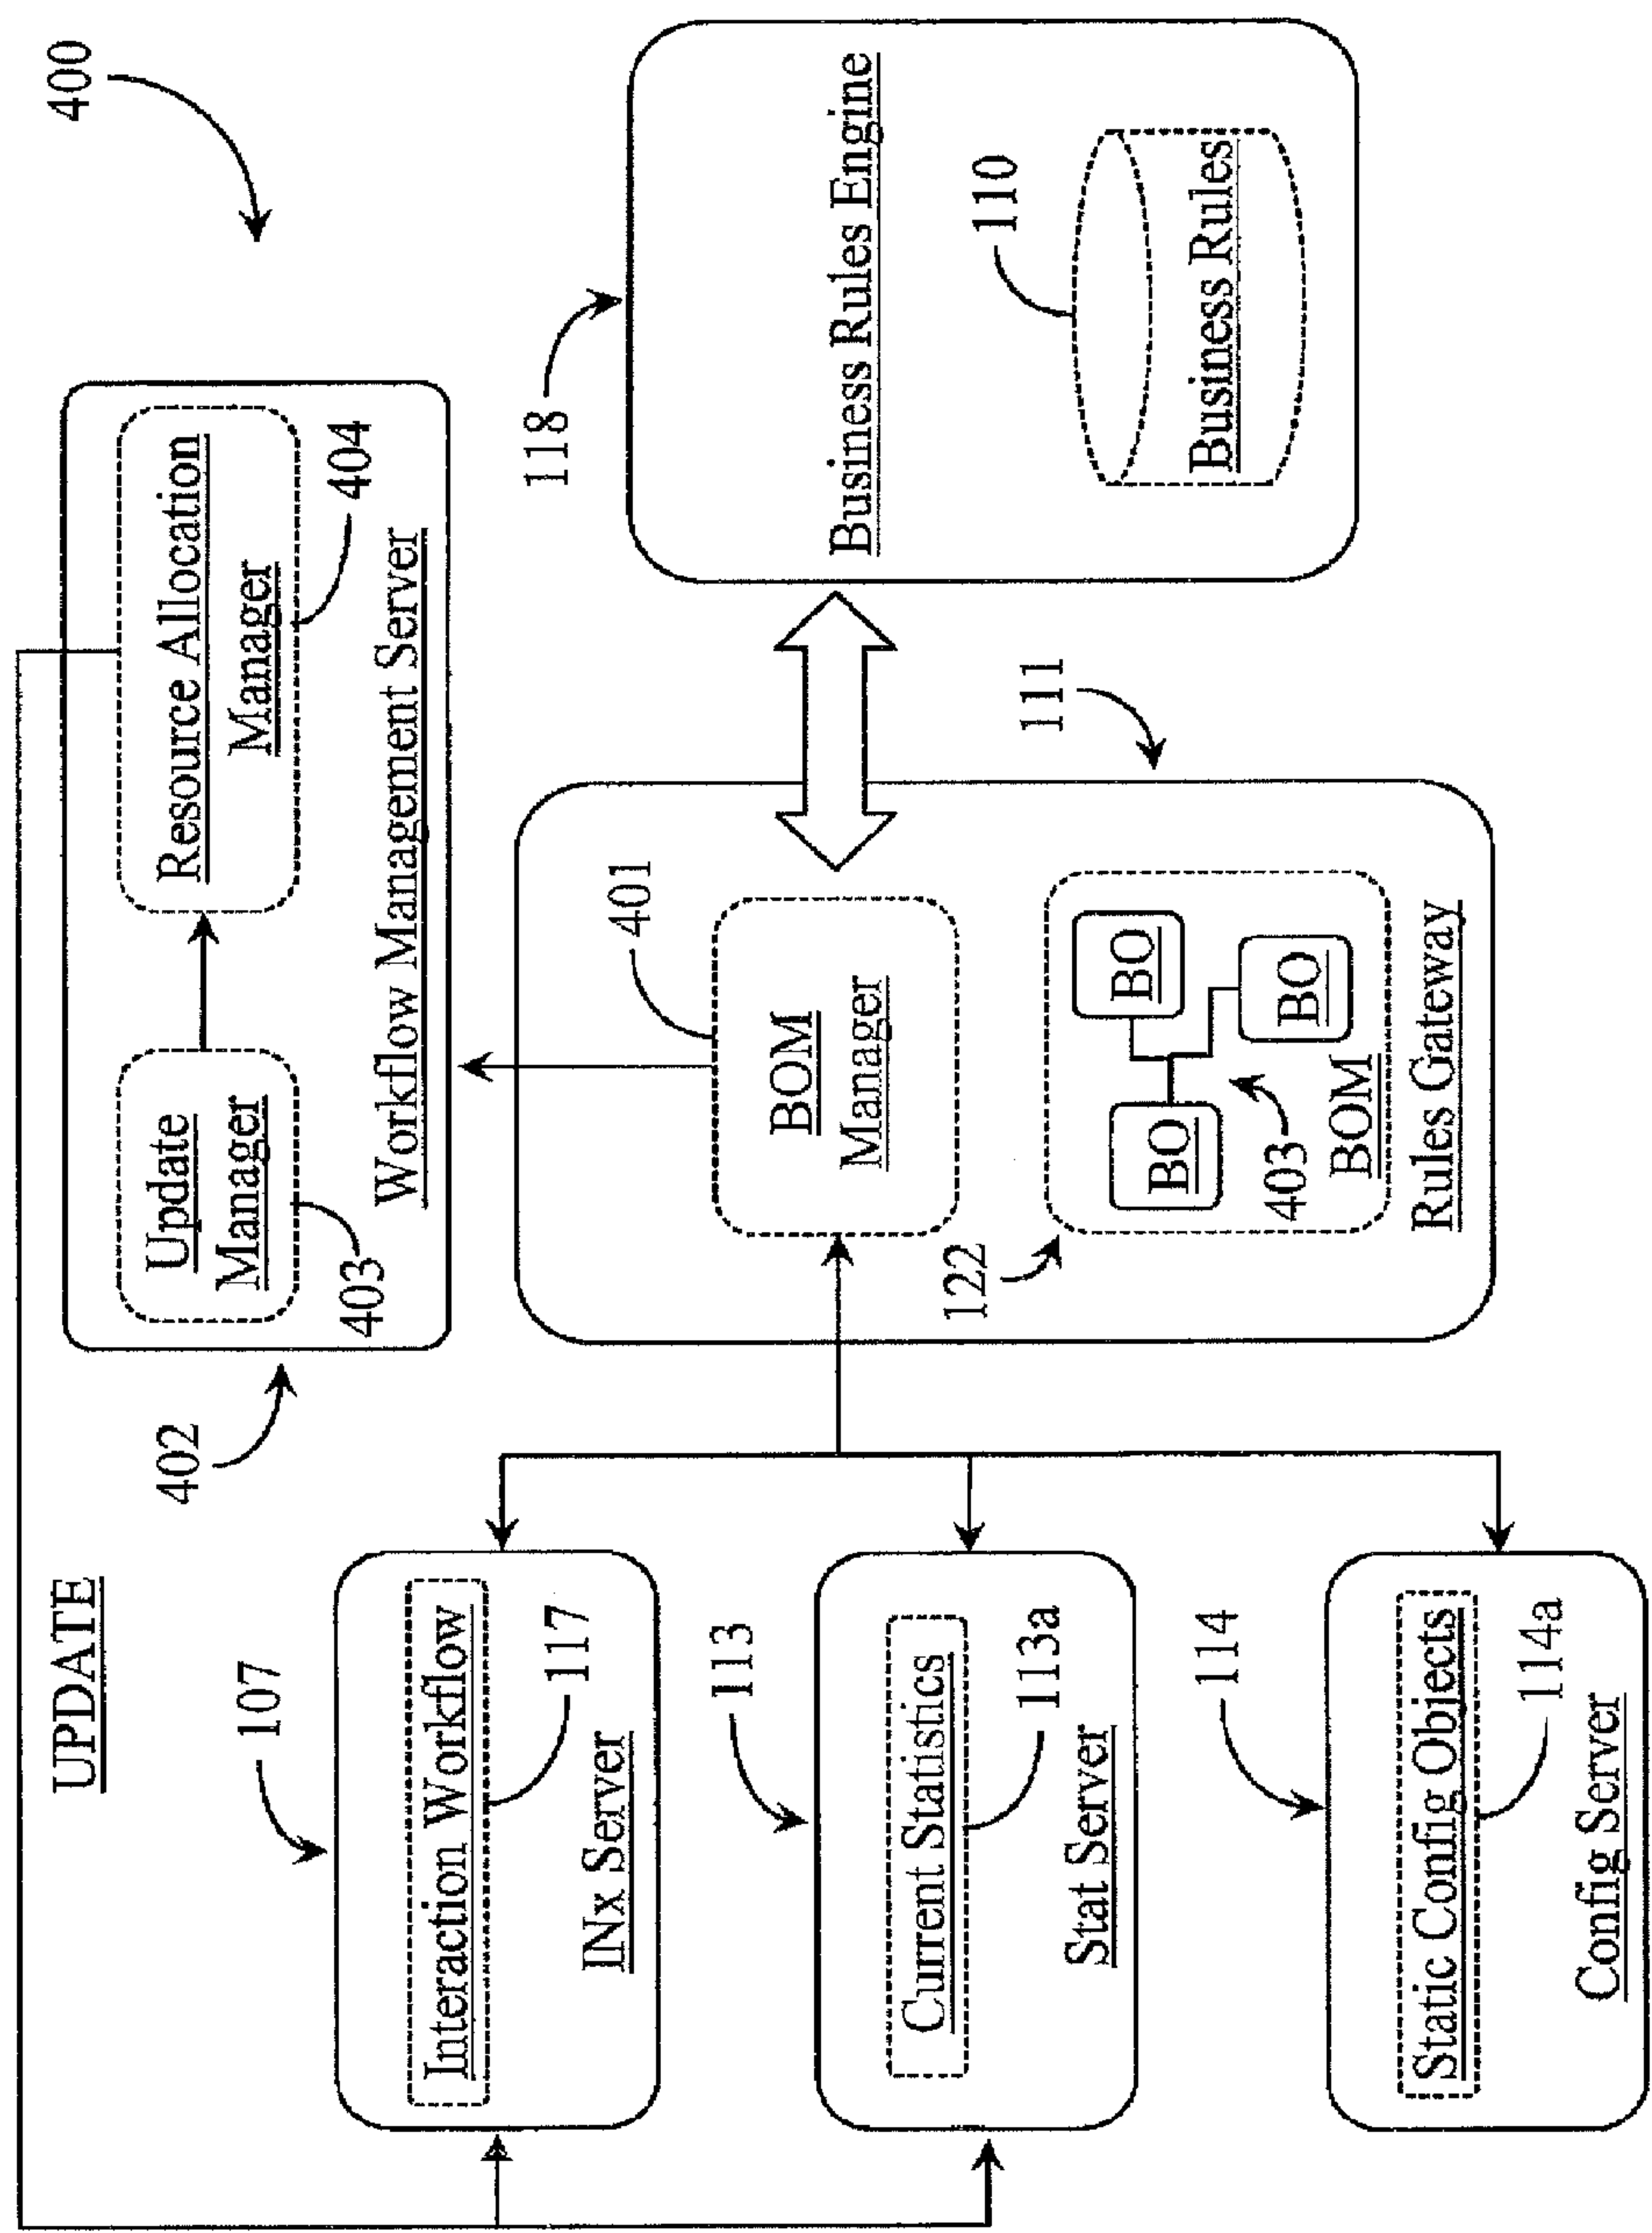 UPDATE
400
402
Update
Manager
403
Resource Allocation
Manager
404
Workflow Management Server
107
Interaction Workflow
117
INx Server
113
Current Statistics
113a
Stat Server
114
Static Config Objects
114a
Config Server
401
BOM
Manager
111
122
BO
BO
BO
403
BOM
Rules Gateway
118
Business Rules Engine
110
Business Rules